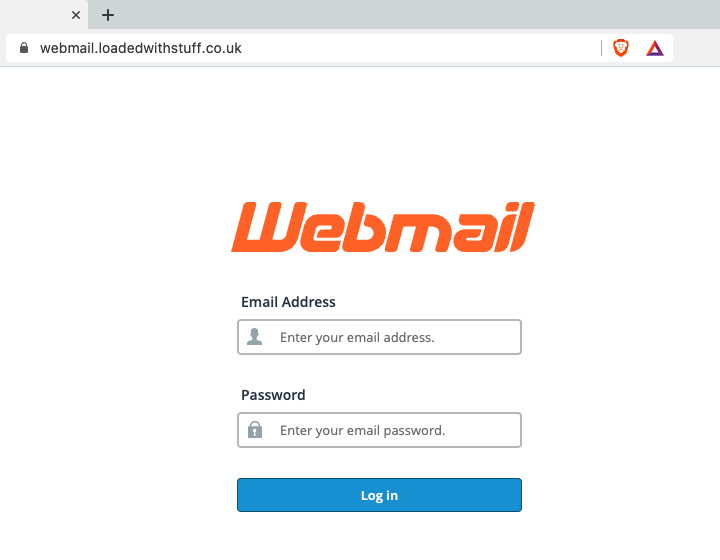 webmail.loadedwithstuff.co.uk
Webmail
Email Address
Enter your email address.
Password
Enter your email password.
Log in